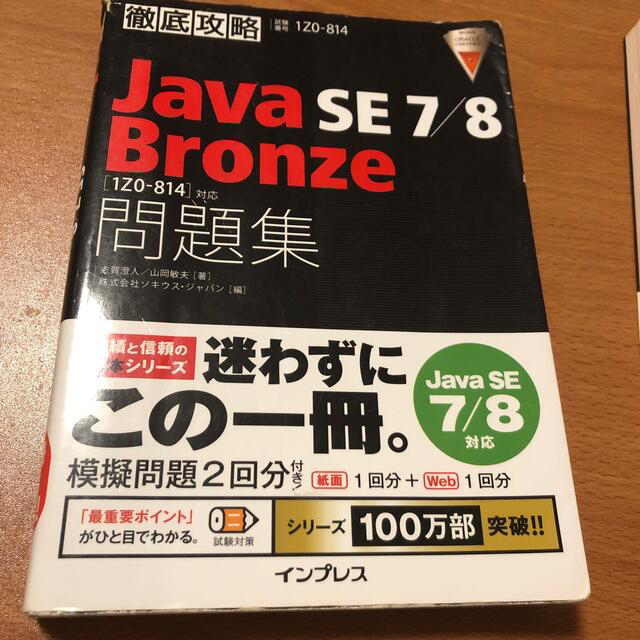 徹底攻略 試験番号 1Z0-814
ORACLE CERTIFIED
Java SE 7/8
Bronze
[1Z0-814]対応
問題集
志賀澄人/山岡敏夫[著]
株式会社ソキウス・ジャパン[編]
績と信頼の
本シリーズ
迷わずに
この一冊。
Java SE
7/8
対応
模擬問題2回分付き! 紙面 1回分+Web 1回分
「最重要ポイント」
がひと目でわかる。
試験対策
シリーズ 100万部 突破!!
インプレス